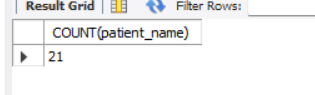 Result Grid Filter Rows:
COUNT(patient_name)
21